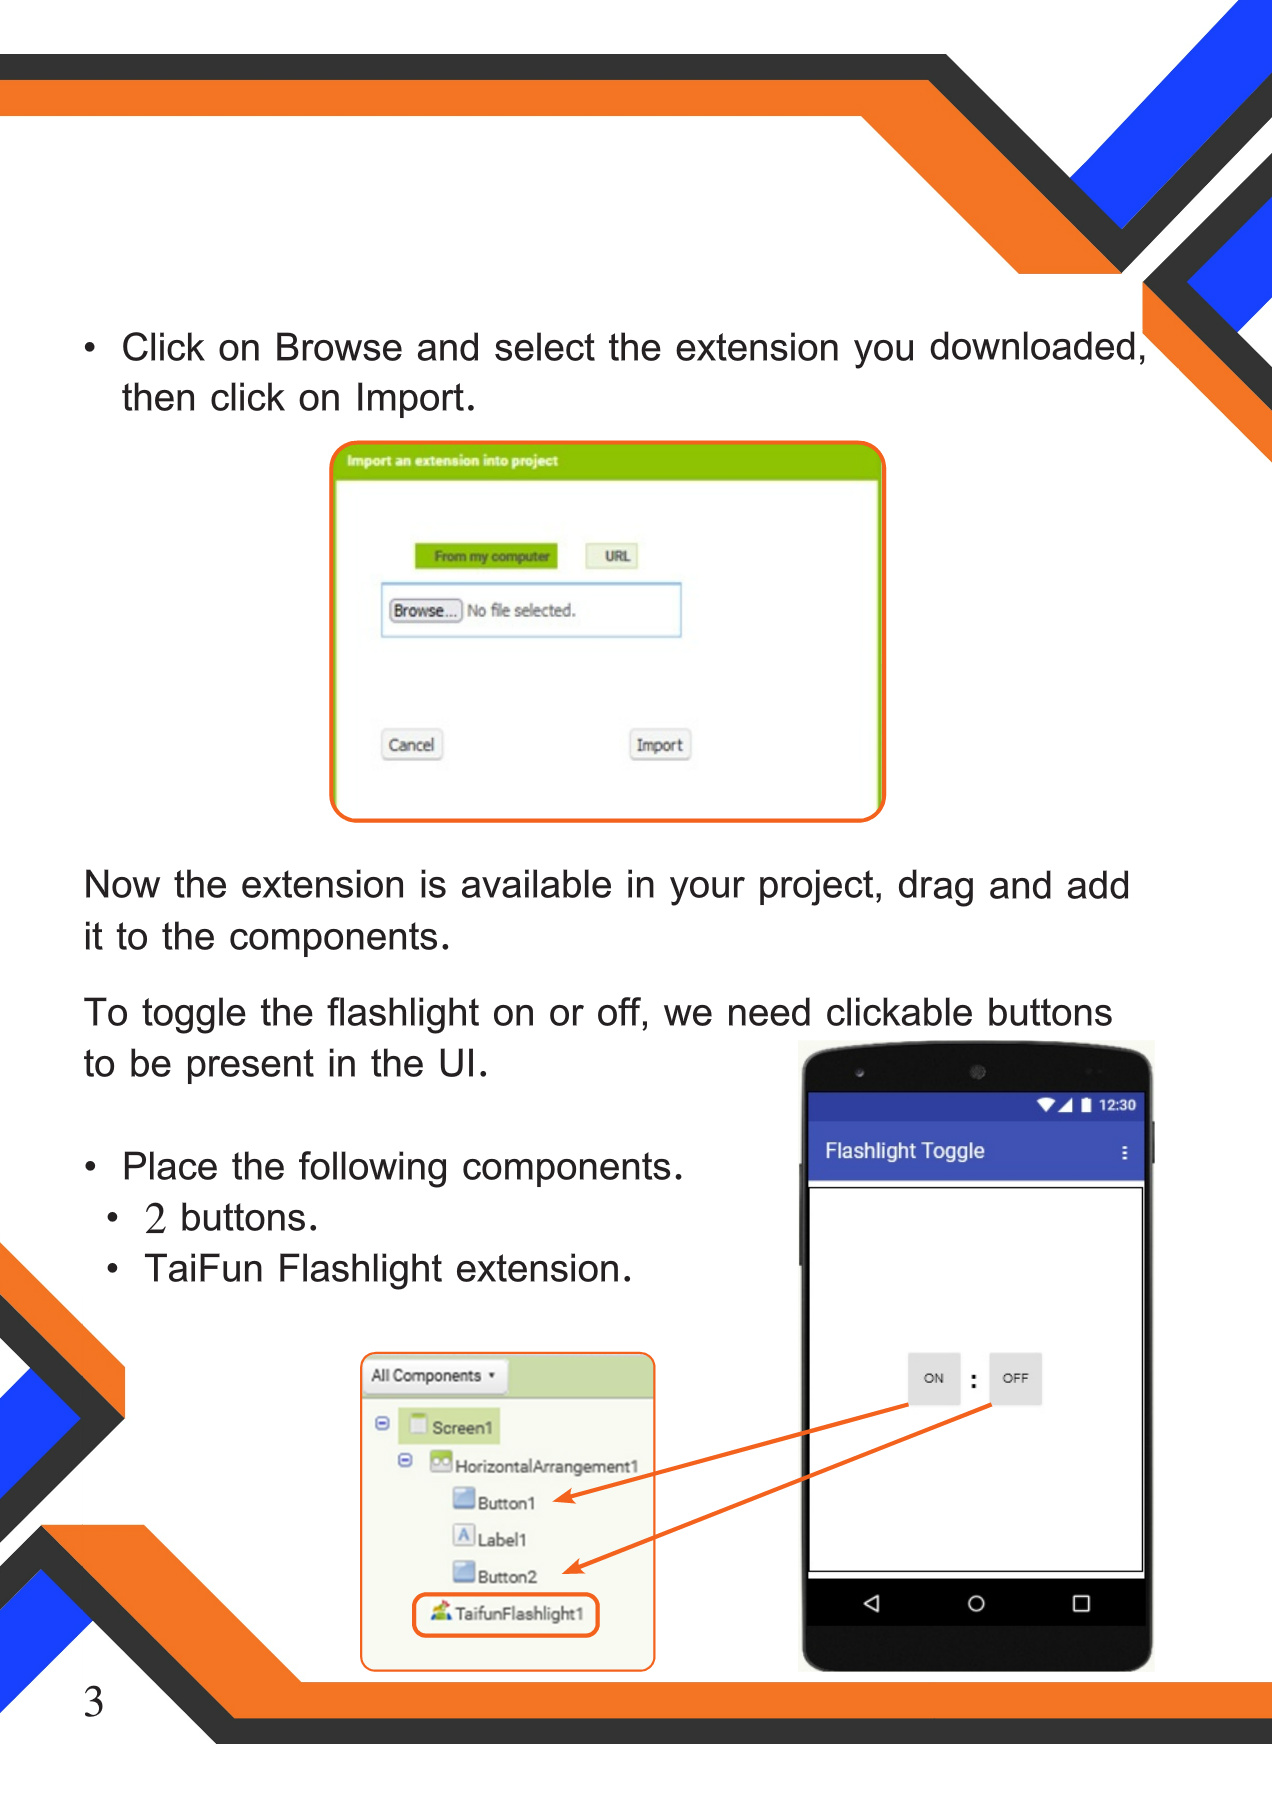 • Click on Browse and select the extension you downloaded,
then click on Import.
Import an extension into project
From my computer URL
Browse... No file selected.
Cancel Import
Now the extension is available in your project, drag and add
it to the components.
To toggle the flashlight on or off, we need clickable buttons
to be present in the UI.
• Place the following components.
• 2 buttons.
• TaiFun Flashlight extension.
12:30
Flashlight Toggle
ON : OFF
All Components
Screen1
HorizontalArrangement1
Button1
A Label1
Button2
TaifunFlashlight1
3